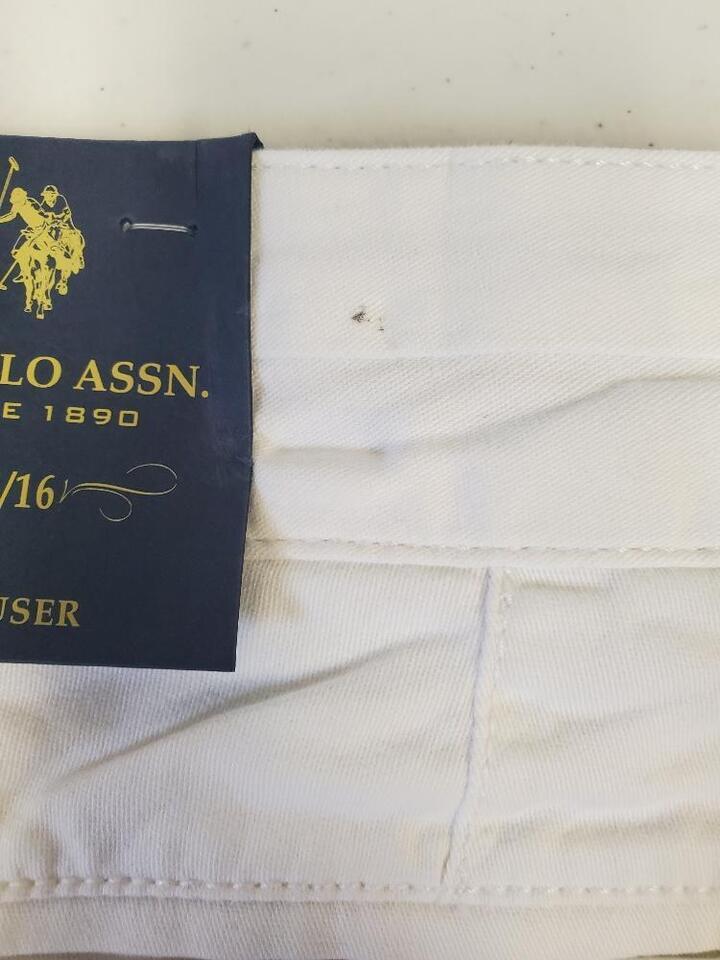 LO ASSN.
E 1890
/16
USER